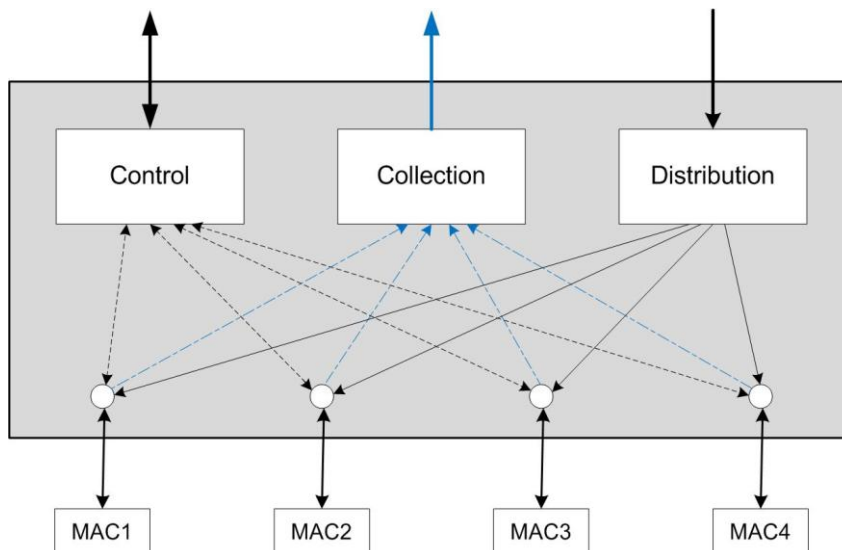 Control
Collection
Distribution
MAC1
MAC2
MAC3
MAC4